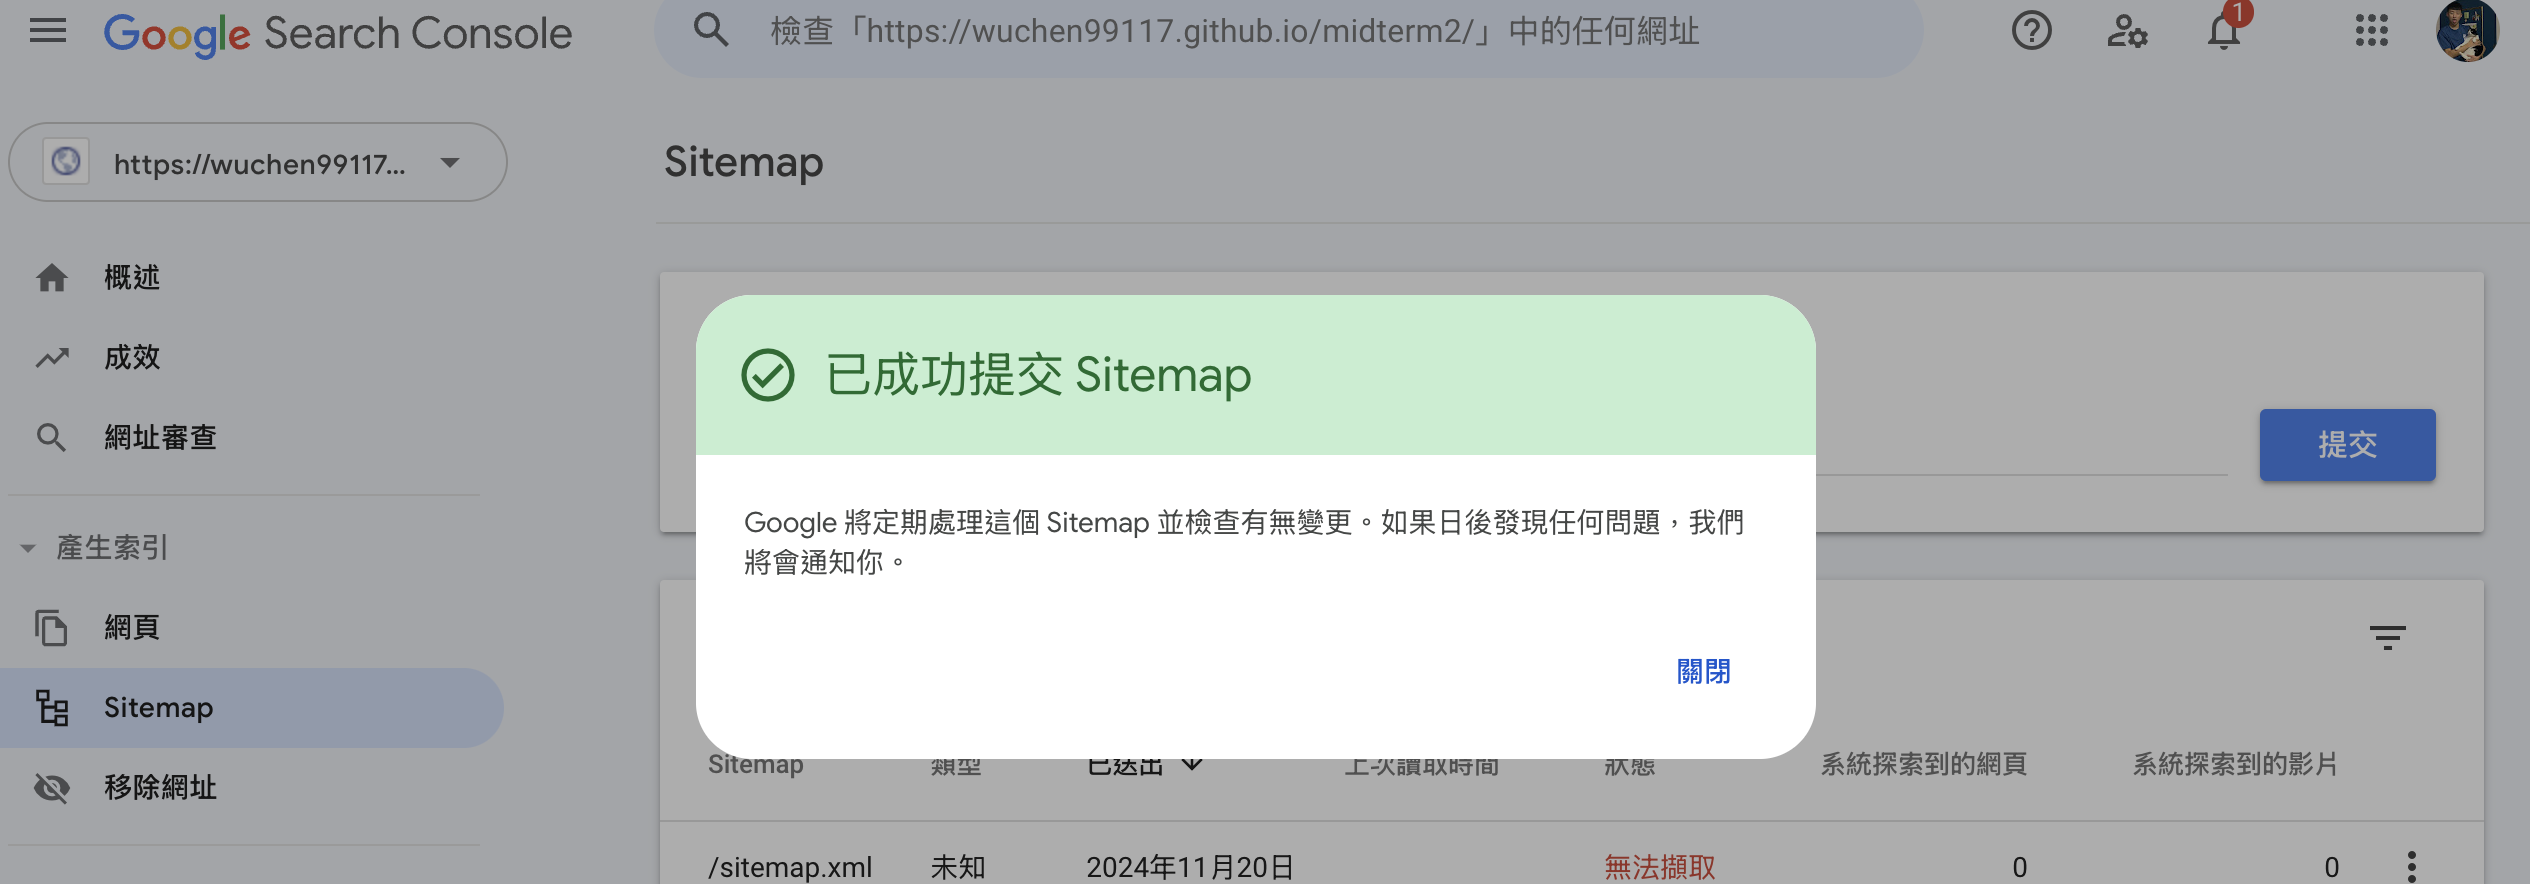 Google Search Console
檢查「https://wuchen99117.github.io/midterm2/」中的任何網址
1
https://wuchen99117...
Sitemap
概述
成效
網址審查
產生索引
網頁
Sitemap
移除網址
提交
已成功提交 Sitemap
Google 將定期處理這個 Sitemap 並檢查有無變更。如果日後發現任何問題,我們
將會通知你。
關閉
Sitemap 類型 已送出 上次讀取時間 狀態 系統探索到的網頁 系統探索到的影片
/sitemap.xml 未知 2024年11月20日 無法擷取 0 0